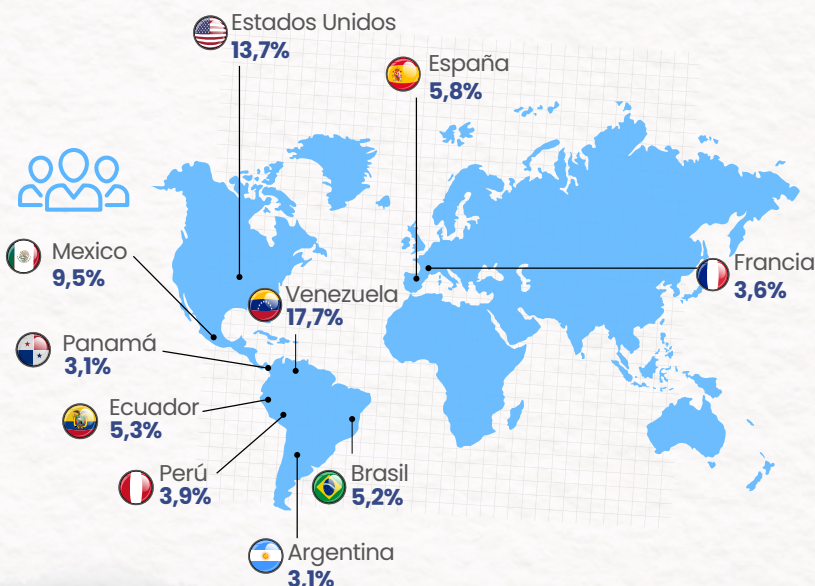 Estados Unidos
13,7%
España
5,8%
Mexico
9,5%
Venezuela
17,7%
Francia
3,6%
Panamá
3,1%
Ecuador
5,3%
Perú
3,9%
Brasil
5,2%
Argentina
3,1%